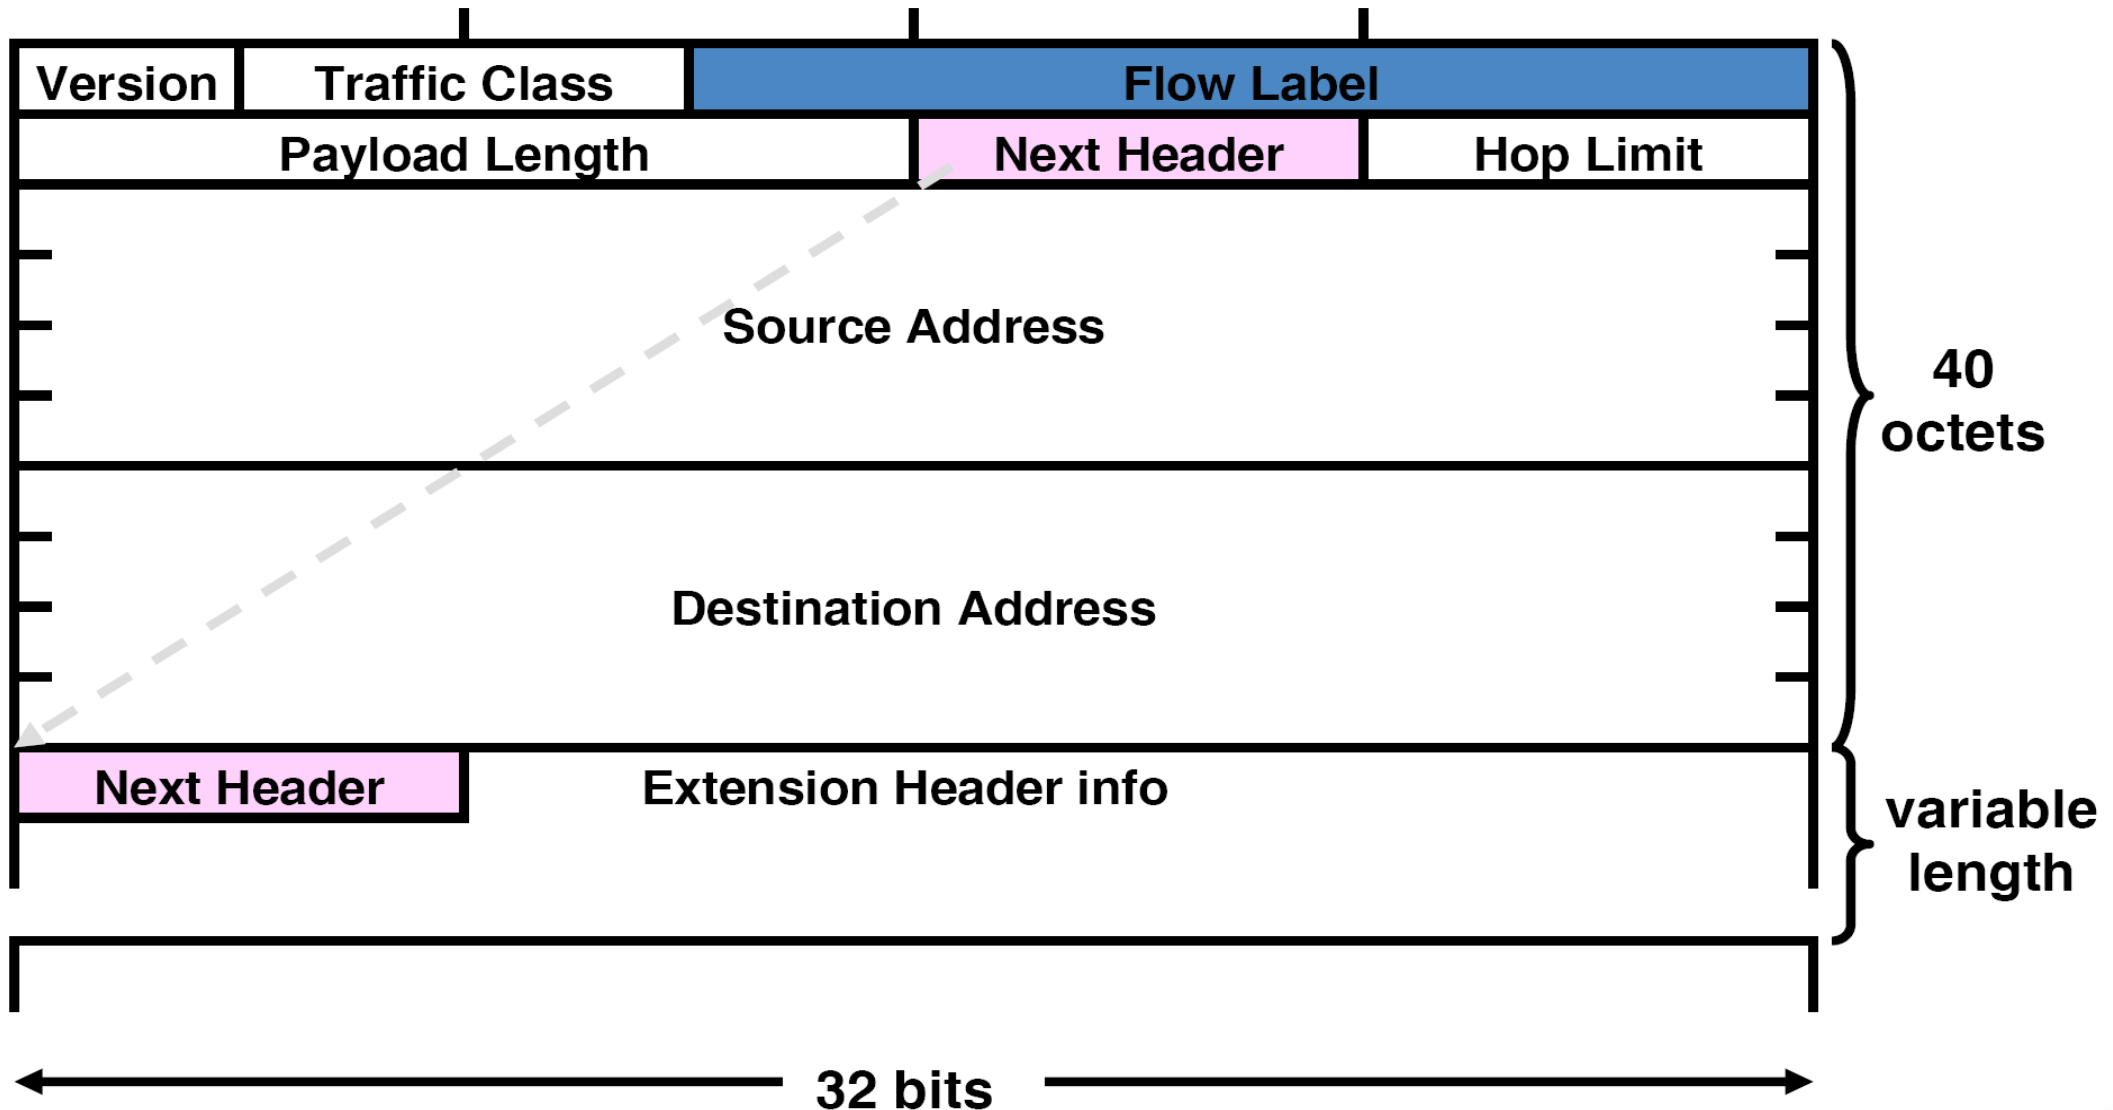 Version Traffic Class Flow Label
Payload Length Next Header Hop Limit
Source Address
40
octets
Destination Address
Next Header Extension Header info
variable
length
32 bits